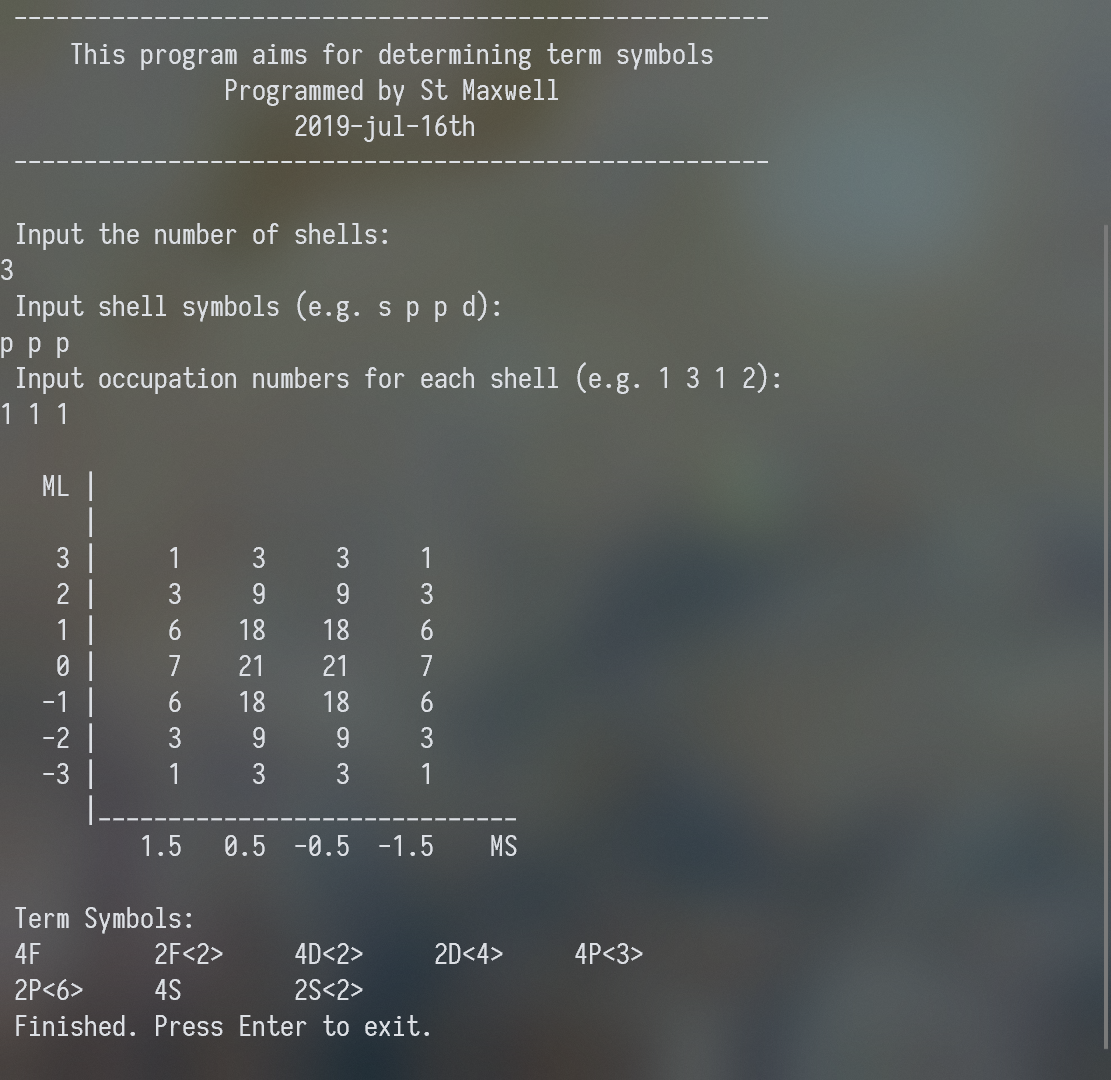 ------------------------------------------------------
This program aims for determining term symbols
Programmed by St Maxwell
2019-jul-16th
------------------------------------------------------
Input the number of shells:
3
Input shell symbols (e.g. s p p d):
p p p
Input occupation numbers for each shell (e.g. 1 3 1 2):
1 1 1
ML |
|
3 | 1 3 3 1
2 | 3 9 9 3
1 | 6 18 18 6
0 | 7 21 21 7
-1 | 6 18 18 6
-2 | 3 9 9 3
-3 | 1 3 3 1
|______________________________
1.5 0.5 -0.5 -1.5 MS
Term Symbols:
4F 2F<2> 4D<2> 2D<4> 4P<3>
2P<6> 4S 2S<2>
Finished. Press Enter to exit.